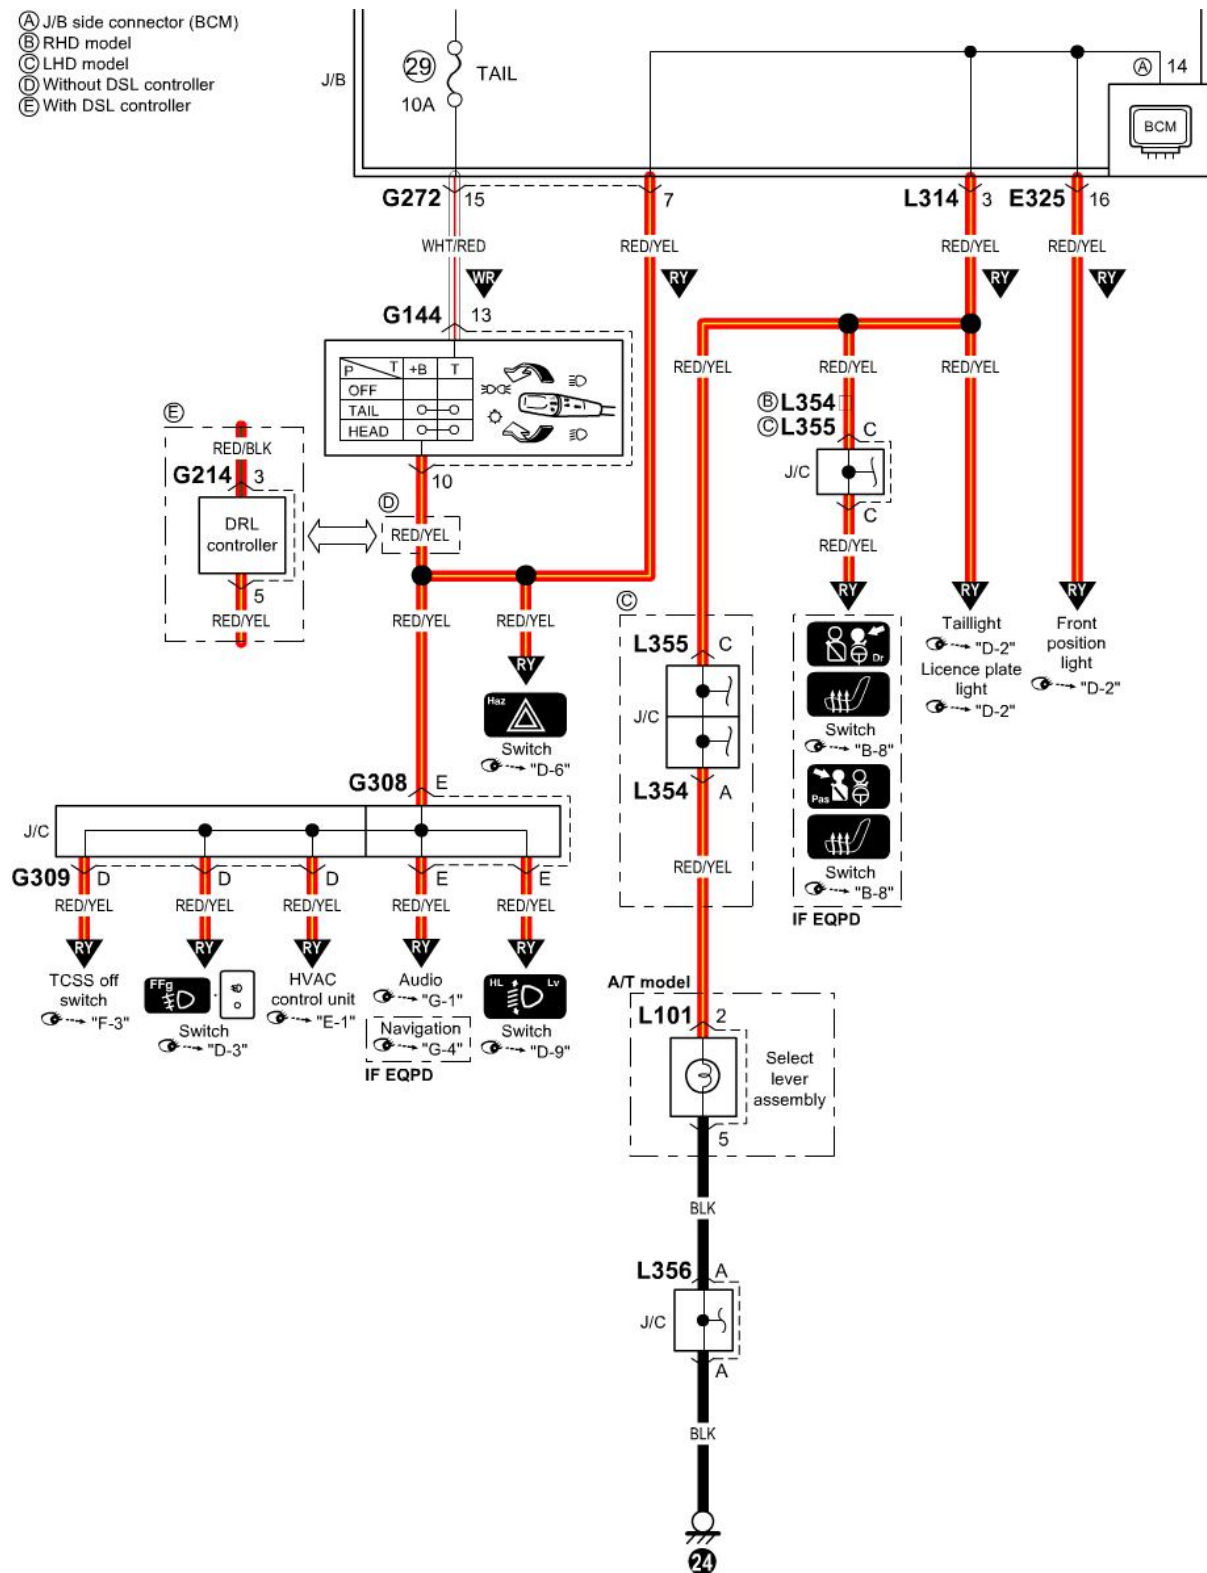 Ⓐ J/B side connector (BCM)
Ⓑ RHD model
Ⓒ LHD model
Ⓓ Without DSL controller
Ⓔ With DSL controller
J/B
29
10A
TAIL
Ⓐ 14
BCM
G272 15
7
L314 3
E325 16
WHT/RED
RED/YEL
RED/YEL
RED/YEL
WR
RY
RY
RY
G144 13
P T +B T
OFF
TAIL
HEAD
10
Ⓔ
RED/BLK
G214 3
DRL
controller
5
RED/YEL
Ⓓ
RED/YEL
RED/YEL
RED/YEL
RED/YEL
ⒷL354
ⒸL355 C
J/C
C
RED/YEL
RED/YEL
RED/YEL
RY
Haz
Switch
"D-6"
Ⓒ
L355 C
J/C
L354 A
RED/YEL
RY
Dr
Switch
"B-8"
Pas
Switch
"B-8"
IF EQPD
RY
Taillight
"D-2"
Licence plate
light
"D-2"
RY
Front
position
light
"D-2"
G308 E
J/C
G309 D
D
D
E
E
RED/YEL
RED/YEL
RED/YEL
RED/YEL
RED/YEL
RY
RY
RY
RY
RY
TCSS off
switch
"F-3"
FFg
Switch
"D-3"
HVAC
control unit
"E-1"
Audio
"G-1"
Navigation
"G-4"
IF EQPD
HL Lv
Switch
"D-9"
A/T model
L101 2
Select
lever
assembly
5
BLK
L356 A
J/C
A
BLK
24